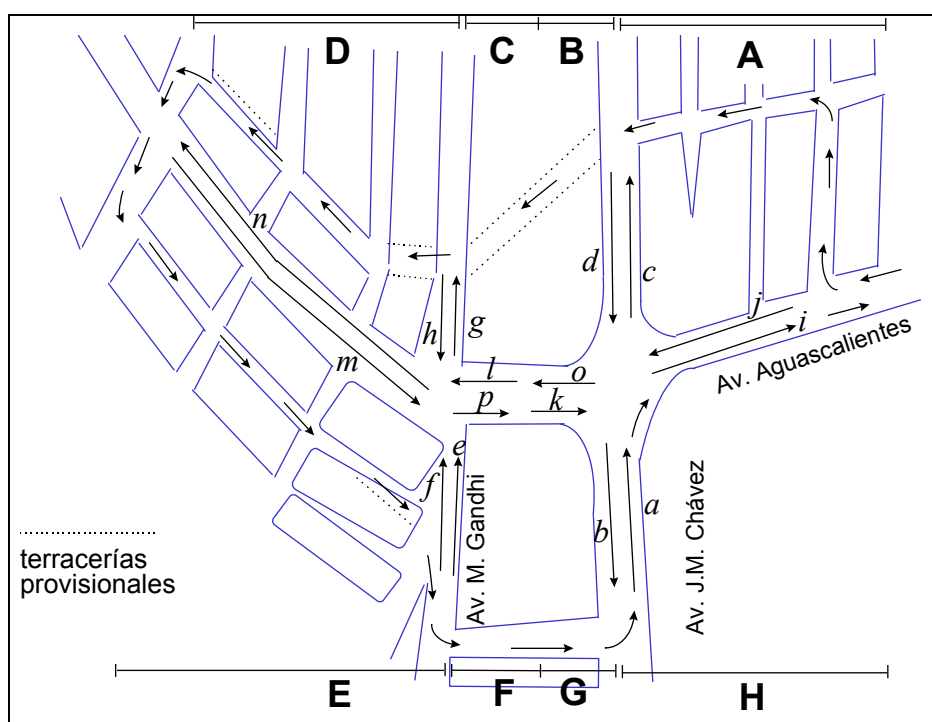 D C B A
n d c
j
h g i
l o
Av. Aguascalientes
m p k
e
f a
b
Av. M. Gandhi
Av. J.M. Chávez
terracerías
provisionales
E F G H